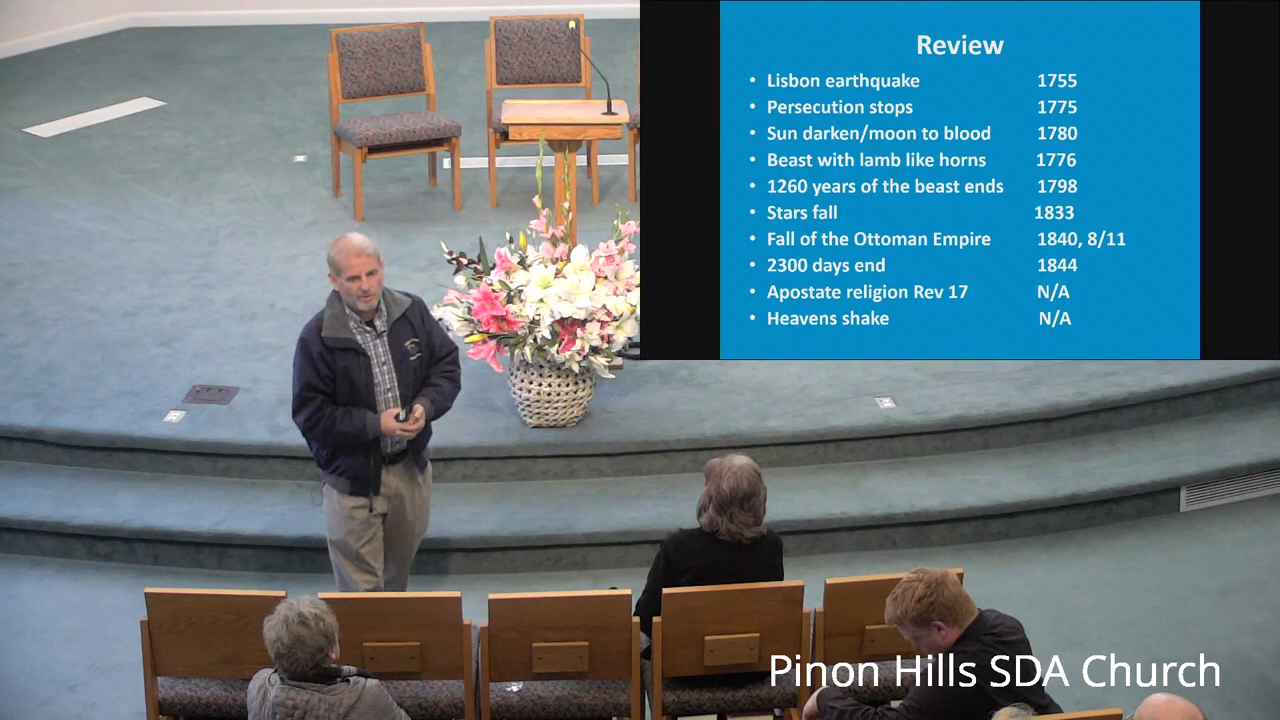 Review
• Lisbon earthquake 1755
• Persecution stops 1775
• Sun darken/moon to blood 1780
• Beast with lamb like horns 1776
• 1260 years of the beast ends 1798
• Stars fall 1833
• Fall of the Ottoman Empire 1840, 8/11
• 2300 days end 1844
• Apostate religion Rev 17 N/A
• Heavens shake N/A
Pinon Hills SDA Church